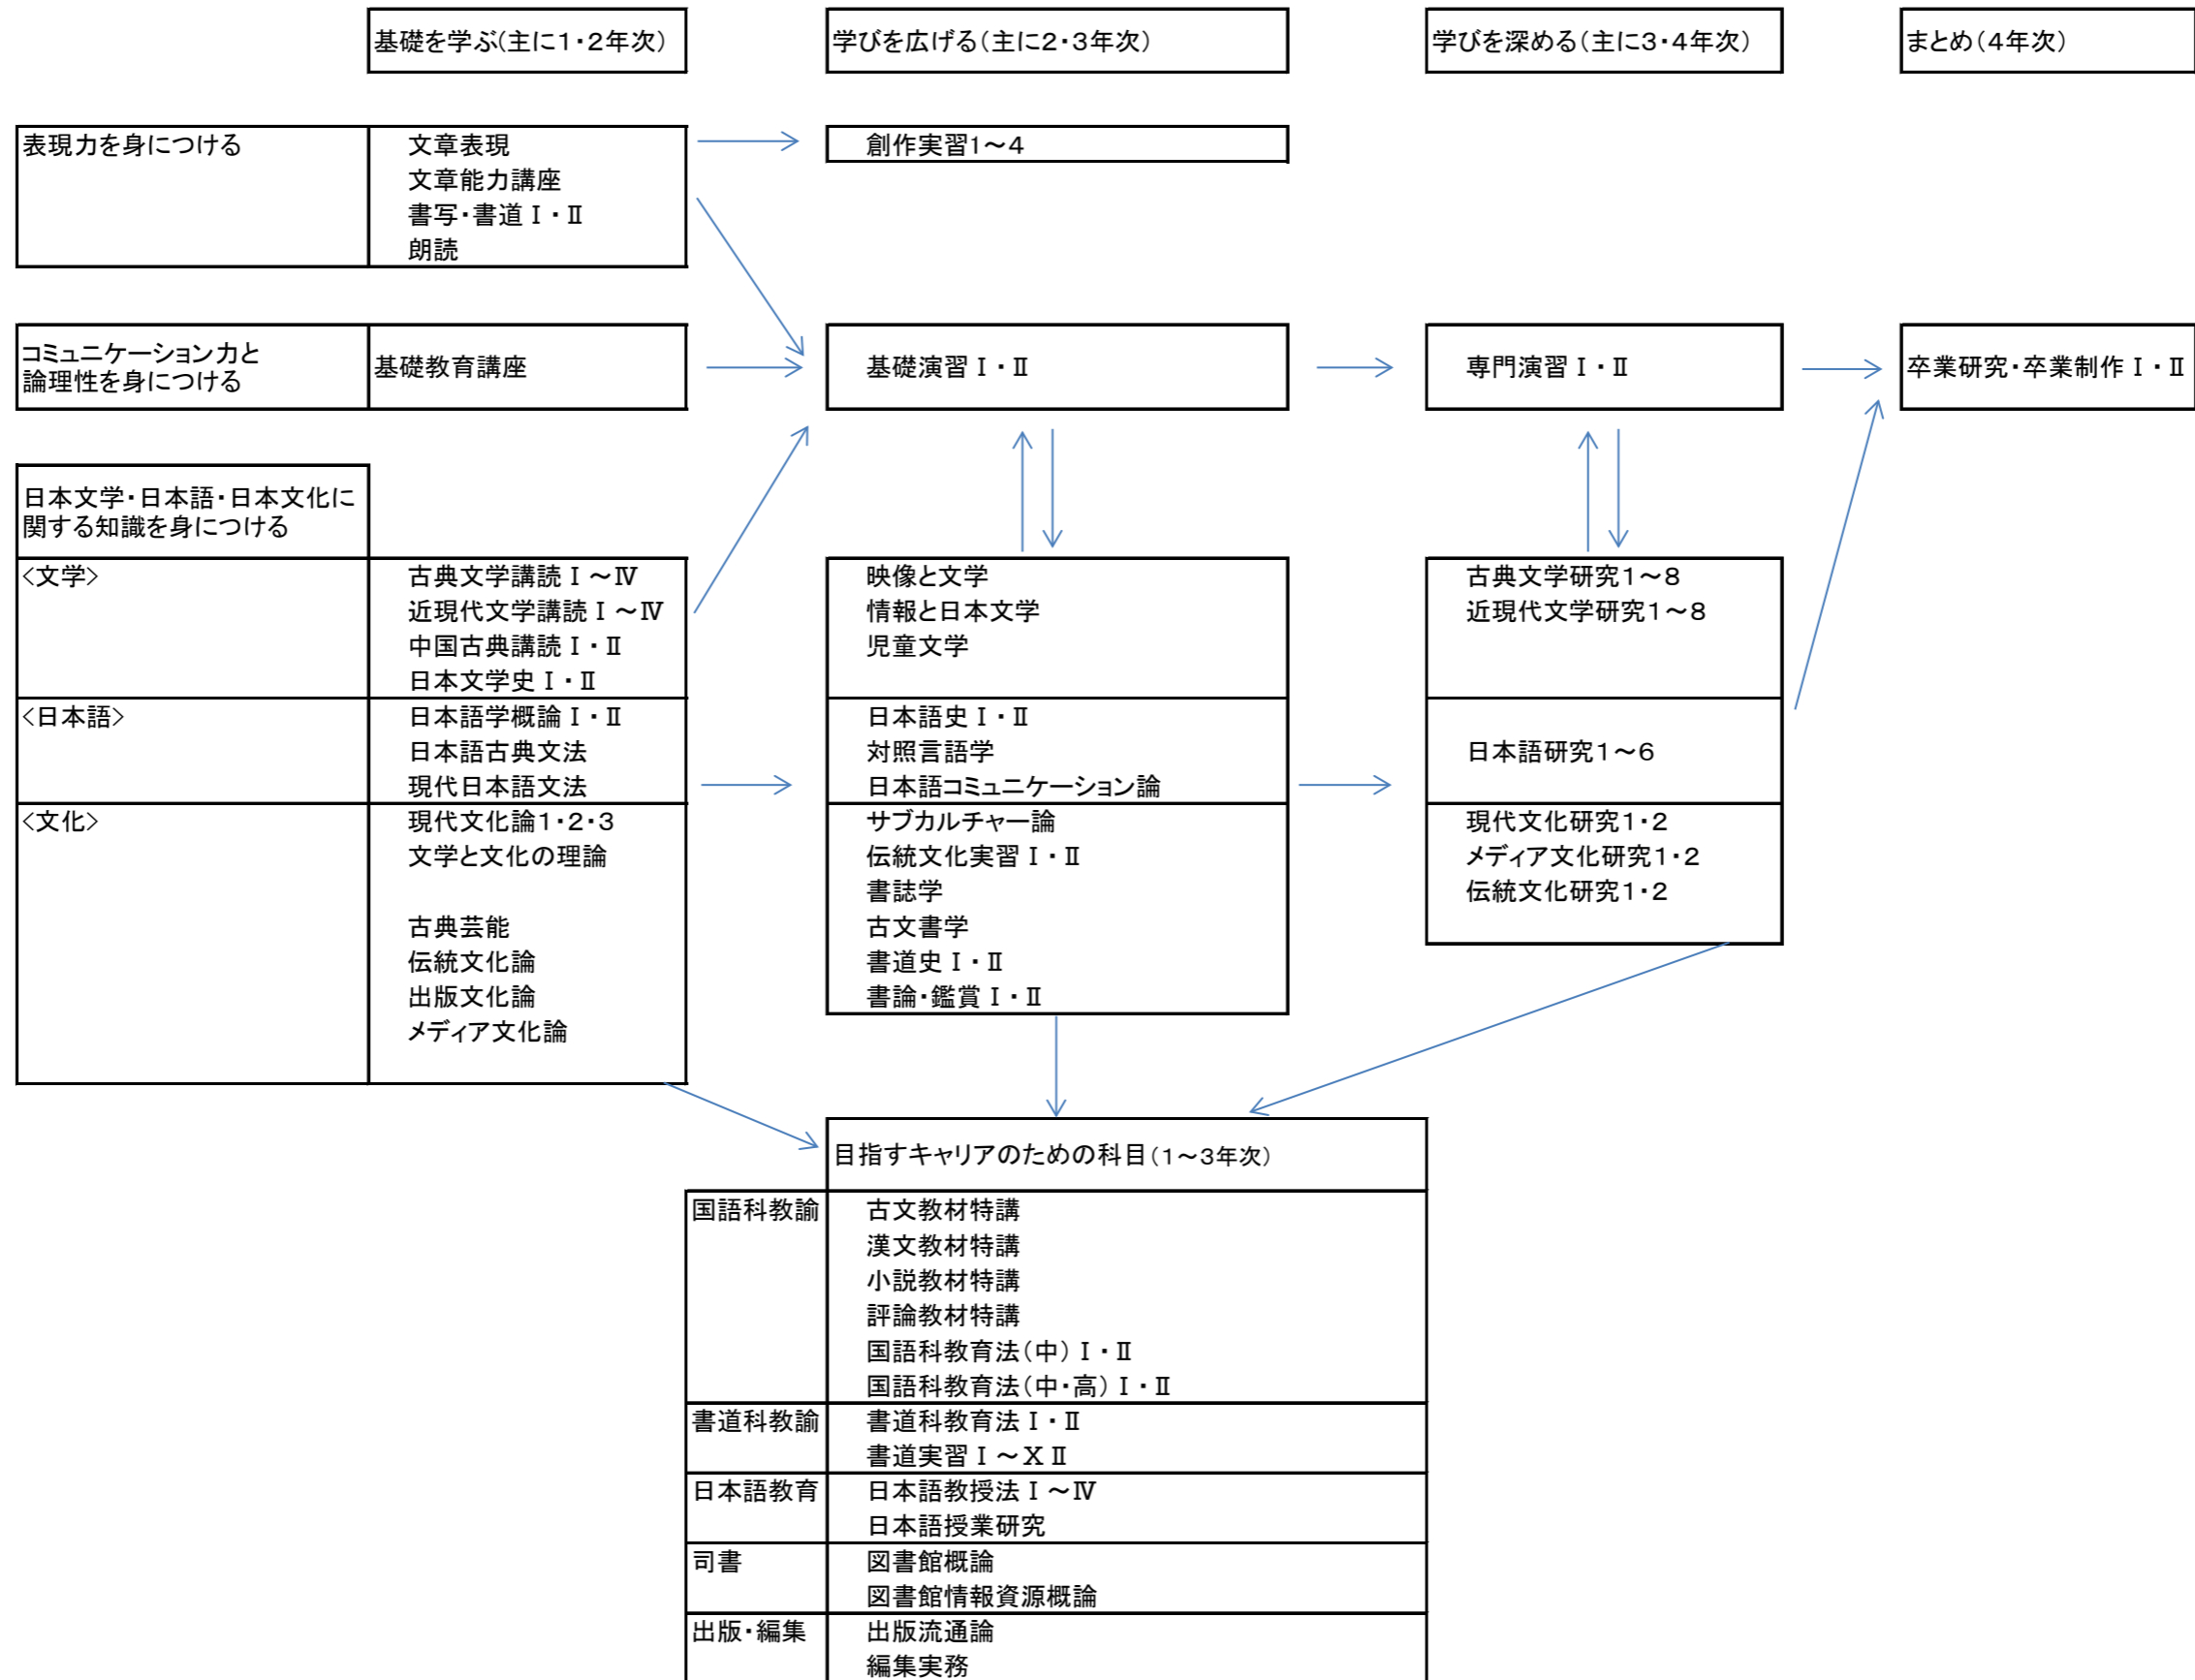 基礎を学ぶ(主に1・2年次)
学びを広げる(主に2・3年次)
学びを深める(主に3・4年次)
まとめ(4年次)
表現力を身につける
文章表現
文章能力講座
書写・書道Ⅰ・Ⅱ
朗読
創作実習1～4
コミュニケーション力と
論理性を身につける
基礎教育講座
基礎演習Ⅰ・Ⅱ
専門演習Ⅰ・Ⅱ
卒業研究・卒業制作Ⅰ・Ⅱ
日本文学・日本語・日本文化に
関する知識を身につける
<文学>
古典文学講読Ⅰ～Ⅳ
近現代文学講読Ⅰ～Ⅳ
中国古典講読Ⅰ・Ⅱ
日本文学史Ⅰ・Ⅱ
映像と文学
情報と日本文学
児童文学
古典文学研究1～8
近現代文学研究1～8
<日本語>
日本語学概論Ⅰ・Ⅱ
日本語古典文法
現代日本語文法
日本語史Ⅰ・Ⅱ
対照言語学
日本語コミュニケーション論
日本語研究1～6
<文化>
現代文化論1・2・3
文学と文化の理論
古典芸能
伝統文化論
出版文化論
メディア文化論
サブカルチャー論
伝統文化実習Ⅰ・Ⅱ
書誌学
古文書学
書道史Ⅰ・Ⅱ
書論・鑑賞Ⅰ・Ⅱ
現代文化研究1・2
メディア文化研究1・2
伝統文化研究1・2
目指すキャリアのための科目(1～3年次)
国語科教諭
古文教材特講
漢文教材特講
小説教材特講
評論教材特講
国語科教育法(中)Ⅰ・Ⅱ
国語科教育法(中・高)Ⅰ・Ⅱ
書道科教諭
書道科教育法Ⅰ・Ⅱ
書道実習Ⅰ～ⅩⅡ
日本語教育
日本語教授法Ⅰ～Ⅳ
日本語授業研究
司書
図書館概論
図書館情報資源概論
出版・編集
出版流通論
編集実務